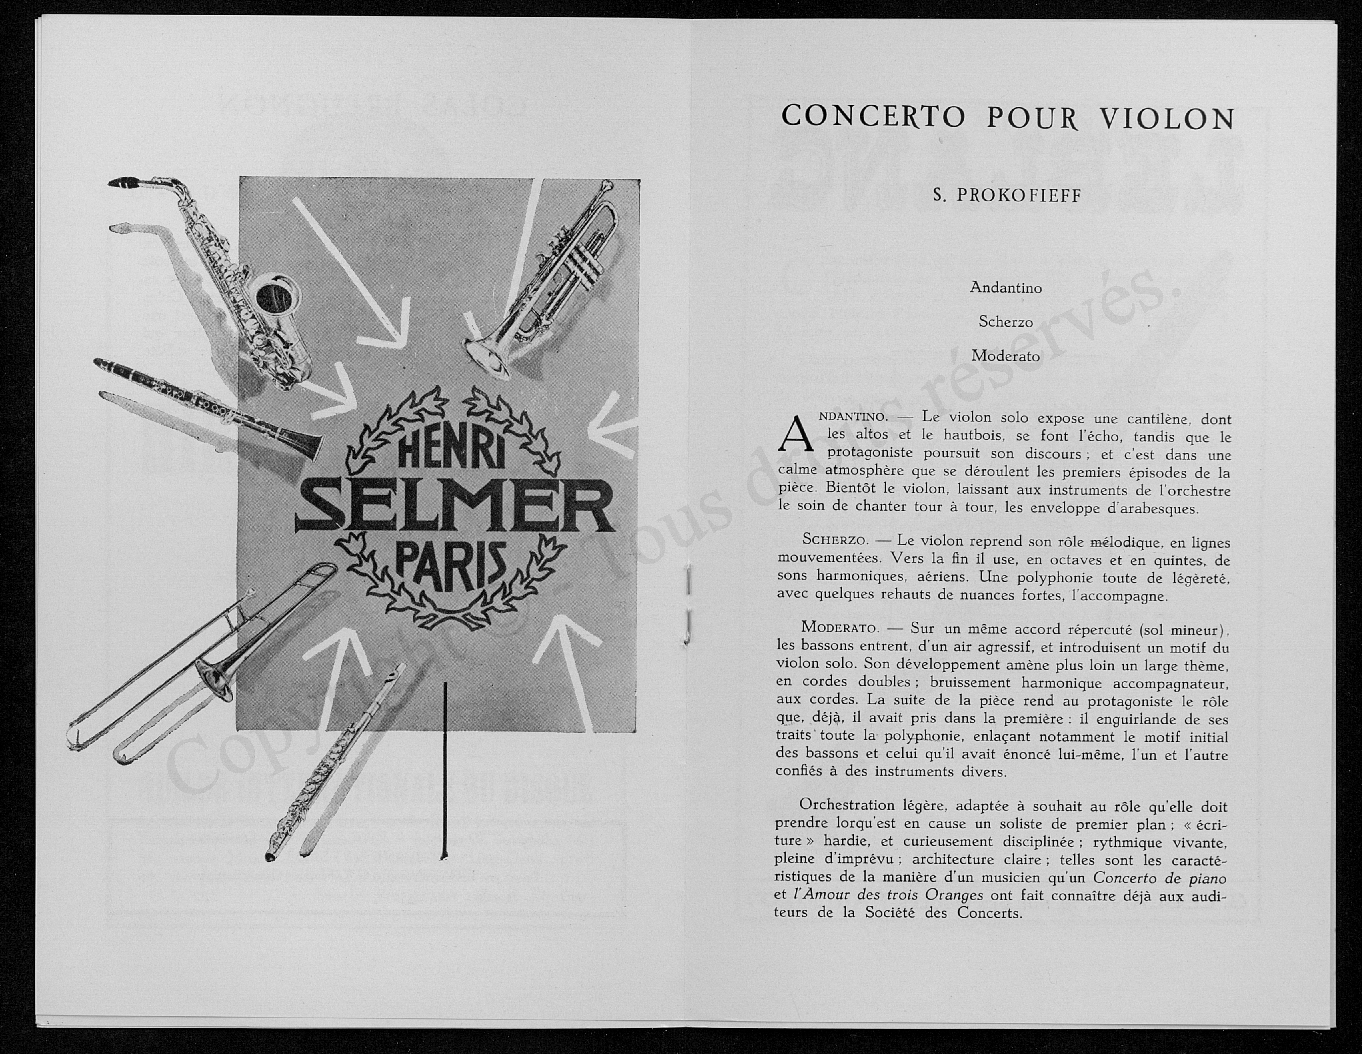 HENRI
SELMER
PARIS
CONCERTO POUR VIOLON
S. PROKOFIEFF
Andantino
Scherzo
Moderato
ANDANTINO. — Le violon solo expose une cantilène, dont
les altos et le hautbois, se font l'écho, tandis que le
protagoniste poursuit son discours ; et c'est dans une
calme atmosphère que se déroulent les premiers épisodes de la
pièce. Bientôt le violon, laissant aux instruments de l'orchestre
le soin de chanter tour à tour, les enveloppe d'arabesques.
SCHERZO. — Le violon reprend son rôle mélodique, en lignes
mouvementées. Vers la fin il use, en octaves et en quintes, de
sons harmoniques, aériens. Une polyphonie toute de légèreté,
avec quelques rehauts de nuances fortes, l'accompagne.
MODERATO. — Sur un même accord répercuté (sol mineur),
les bassons entrent, d'un air agressif, et introduisent un motif du
violon solo. Son développement amène plus loin un large thème,
en cordes doubles ; bruissement harmonique accompagnateur,
aux cordes. La suite de la pièce rend au protagoniste le rôle
que, déjà, il avait pris dans la première : il enguirlande de ses
traits toute la polyphonie, enlaçant notamment le motif initial
des bassons et celui qu'il avait énoncé lui-même, l'un et l'autre
confiés à des instruments divers.
Orchestration légère, adaptée à souhait au rôle qu'elle doit
prendre lorqu'est en cause un soliste de premier plan ; « écri-
ture » hardie, et curieusement disciplinée ; rythmique vivante,
pleine d'imprévu ; architecture claire ; telles sont les caracté-
ristiques de la manière d'un musicien qu'un Concerto de piano
et l'Amour des trois Oranges ont fait connaître déjà aux audi-
teurs de la Société des Concerts.
Copyright © - Tous droits réservés.